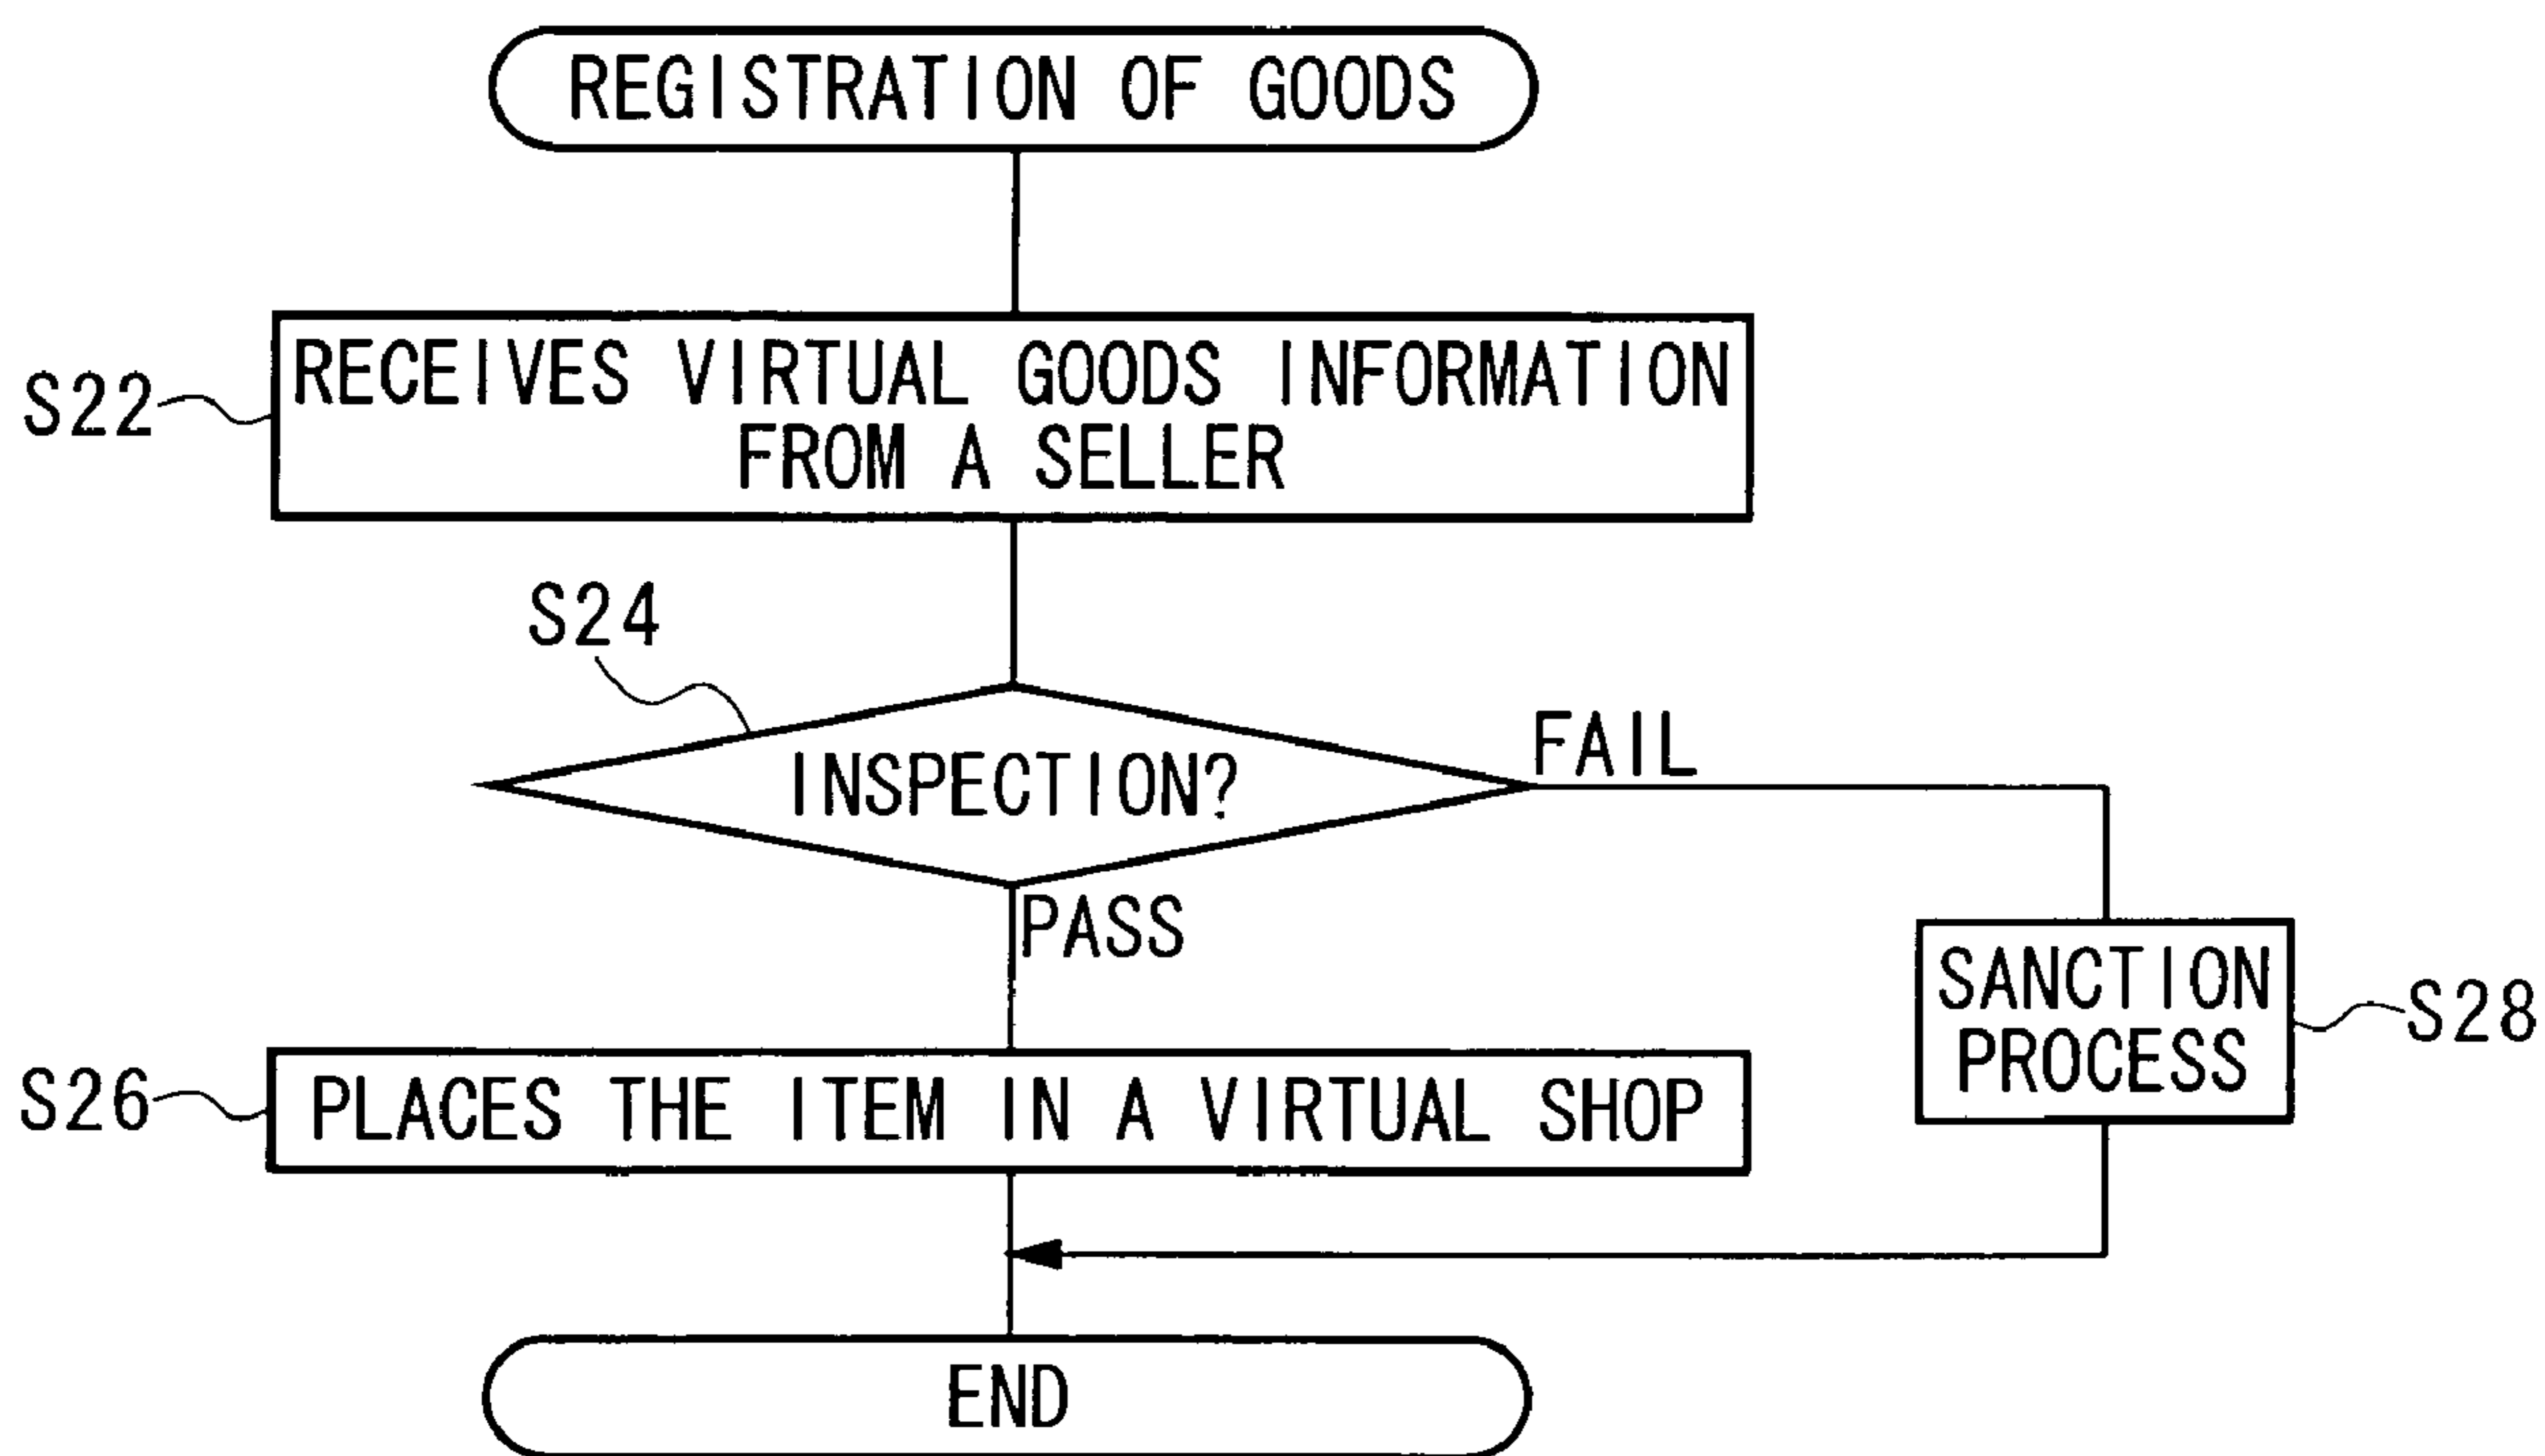 REGISTRATION OF GOODS
S22
RECEIVES VIRTUAL GOODS INFORMATION
FROM A SELLER
S24
INSPECTION?
FAIL
PASS
SANCTION
PROCESS
S28
S26
PLACES THE ITEM IN A VIRTUAL SHOP
END